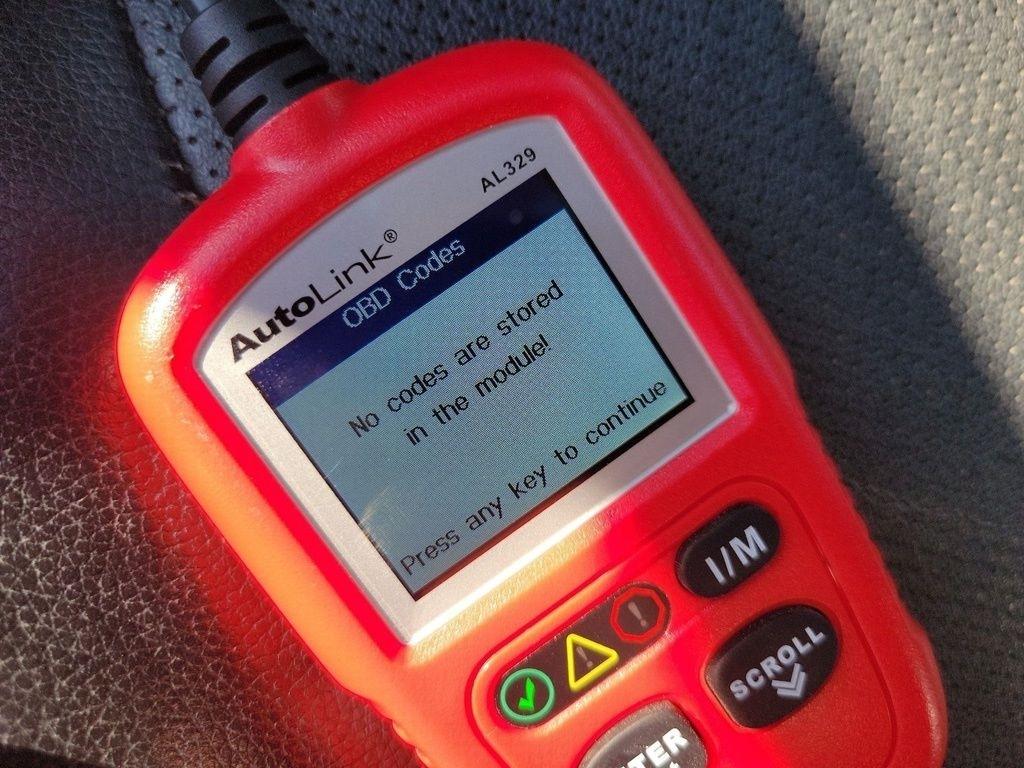 AL329
AutoLink®
OBD Codes
No codes are stored
in the module!
Press any key to continue
I/M
SCROLL